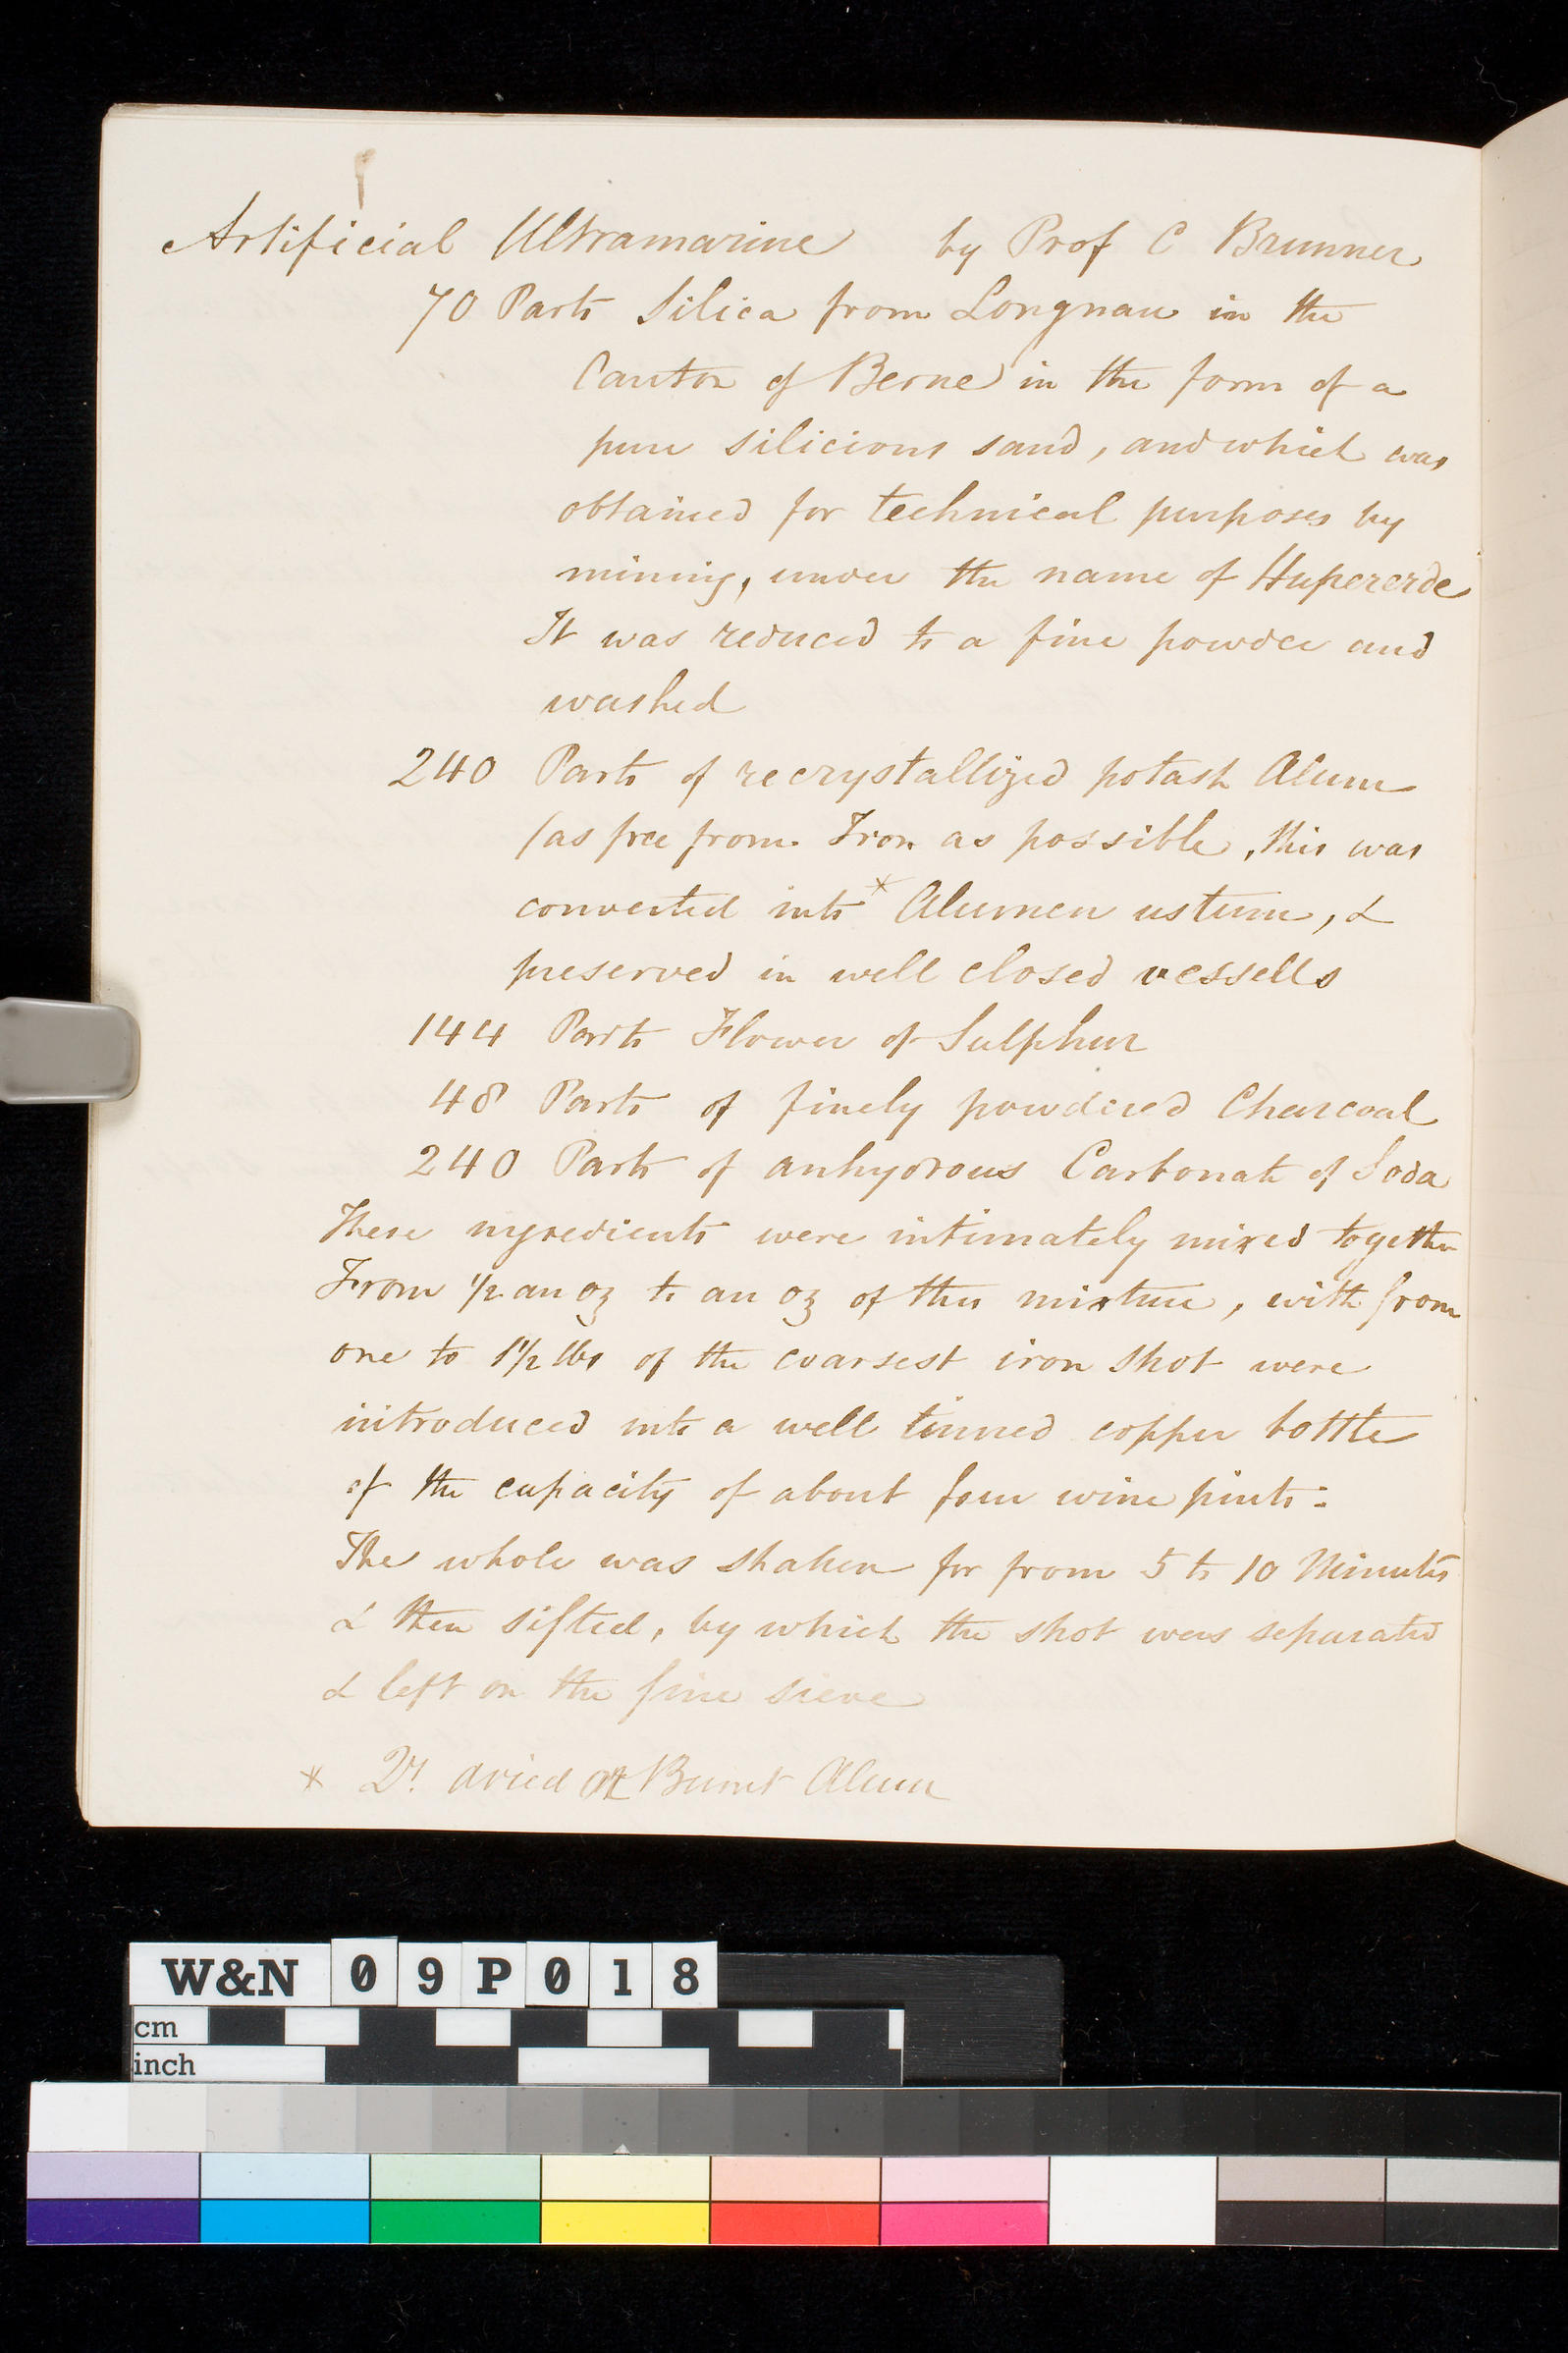 Artificial Ultramarine by Prof C Brunner
70 Parts Silica from Longnau in the
Canton of Berne in the form of a
pure silicious sand, and which was
obtained for technical purposes by
mining, under the name of Hupererde
It was reduced to a fine powder and
washed
240 Parts of recrystallized potash Alum
(as free from Iron as possible, this was
converted into * Alumen ustum, &
preserved in well closed vessells
144 Parts Flower of Sulphur
48 Parts of finely powdered Charcoal
240 Parts of anhydrous Carbonate of Soda
These ingredients were intimately mixed together
From 1/2 an oz to an oz of this mixture, with from
one to 1 1/2 lbs of the coarsest iron shot were
introduced into a well tinned copper bottle
of the capacity of about four wine pints:
The whole was shaken for from 5 to 10 Minutes
& then sifted, by which the shot was separated
& left on the fine sieve
* dried or Burnt Alum
W&N 09P018
cm
inch